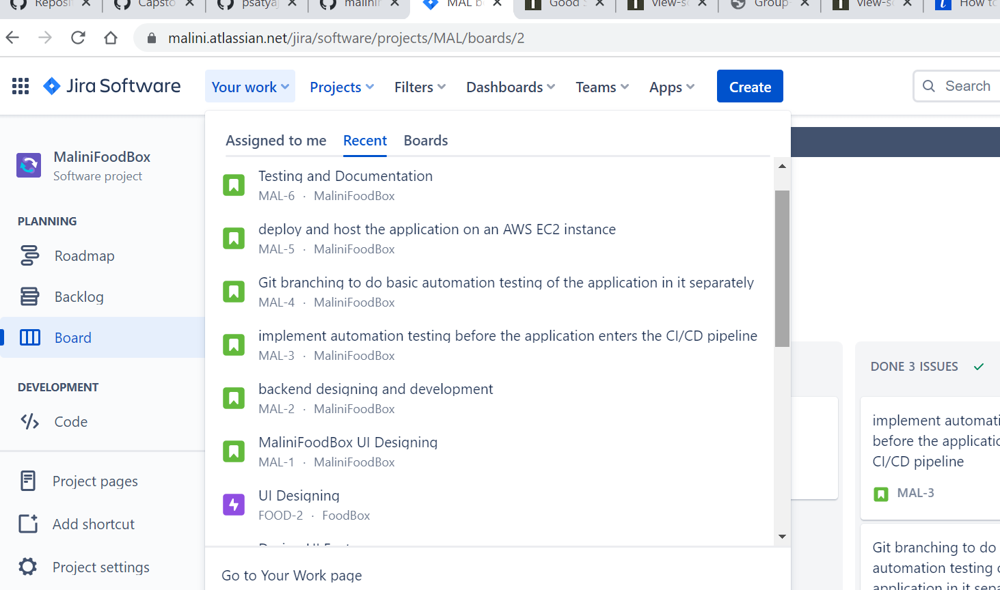 Reposit
Capsto
psatyaj
malinin
MAL bo
Good S
view-so
Group-
view-so
How to
malini.atlassian.net/jira/software/projects/MAL/boards/2
Jira Software
Your work
Projects
Filters
Dashboards
Teams
Apps
Create
Search
MaliniFoodBox
Software project
PLANNING
Roadmap
Backlog
Board
DEVELOPMENT
Code
Project pages
Add shortcut
Project settings
Assigned to me
Recent
Boards
Testing and Documentation
MAL-6 · MaliniFoodBox
deploy and host the application on an AWS EC2 instance
MAL-5 · MaliniFoodBox
Git branching to do basic automation testing of the application in it separately
MAL-4 · MaliniFoodBox
implement automation testing before the application enters the CI/CD pipeline
MAL-3 · MaliniFoodBox
backend designing and development
MAL-2 · MaliniFoodBox
MaliniFoodBox UI Designing
MAL-1 · MaliniFoodBox
UI Designing
FOOD-2 · FoodBox
Go to Your Work page
DONE 3 ISSUES
implement automati
before the applicatio
CI/CD pipeline
MAL-3
Git branching to do
automation testing o
application in it sepa